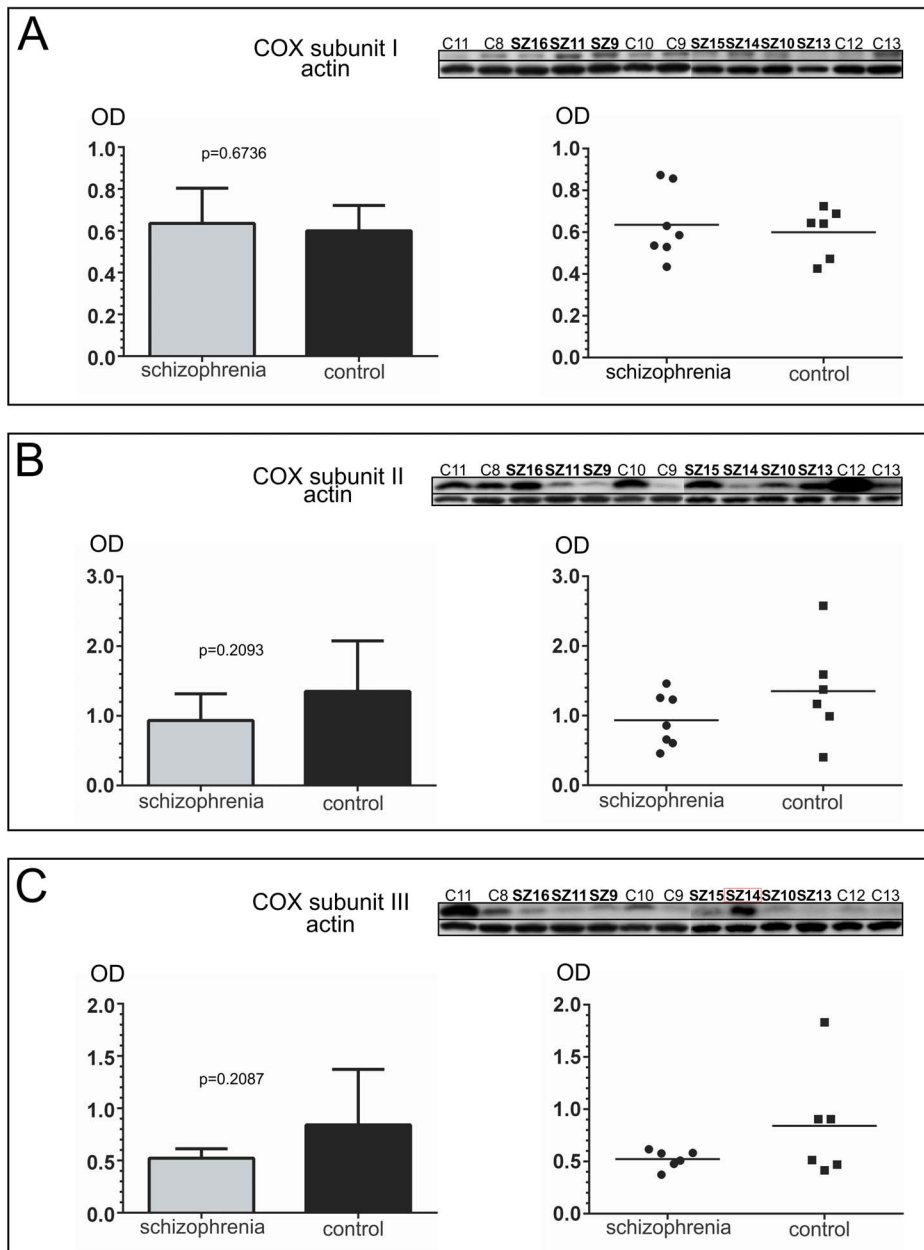 A
COX subunit I
actin
C11 C8 SZ16 SZ11 SZ9 C10 C9 SZ15 SZ14 SZ10 SZ13 C12 C13
OD
1.0
0.8
0.6
0.4
0.2
0.0
p=0.6736
schizophrenia control
OD
1.0
0.8
0.6
0.4
0.2
0.0
schizophrenia control
B
COX subunit II
actin
C11 C8 SZ16 SZ11 SZ9 C10 C9 SZ15 SZ14 SZ10 SZ13 C12 C13
OD
3.0
2.0
1.0
0.0
p=0.2093
schizophrenia control
OD
3.0
2.0
1.0
0.0
schizophrenia control
C
COX subunit III
actin
C11 C8 SZ16 SZ11 SZ9 C10 C9 SZ15 SZ14 SZ10 SZ13 C12 C13
OD
2.0
1.5
1.0
0.5
0.0
p=0.2087
schizophrenia control
OD
2.0
1.5
1.0
0.5
0.0
schizophrenia control